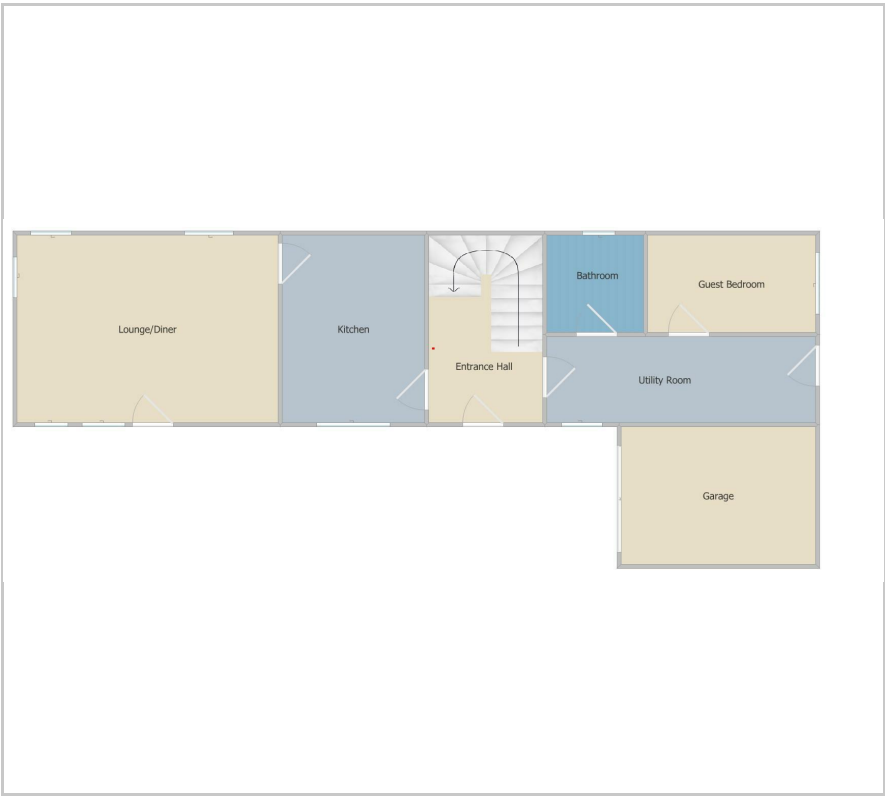 Bathroom
Guest Bedroom
Lounge/Diner
Kitchen
Entrance Hall
Utility Room
Garage